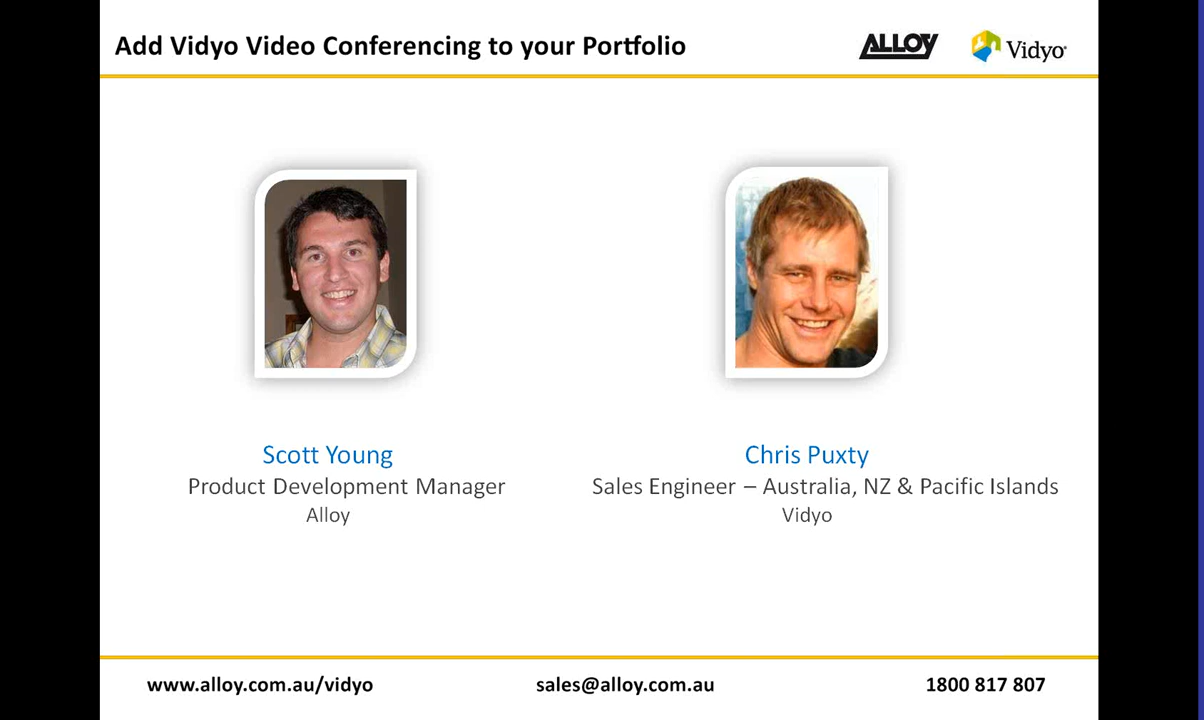 Add Vidyo Video Conferencing to your Portfolio
ALLOY
Vidyo
Scott Young
Product Development Manager
Alloy
Chris Puxty
Sales Engineer – Australia, NZ & Pacific Islands
Vidyo
www.alloy.com.au/vidyo
sales@alloy.com.au
1800 817 807